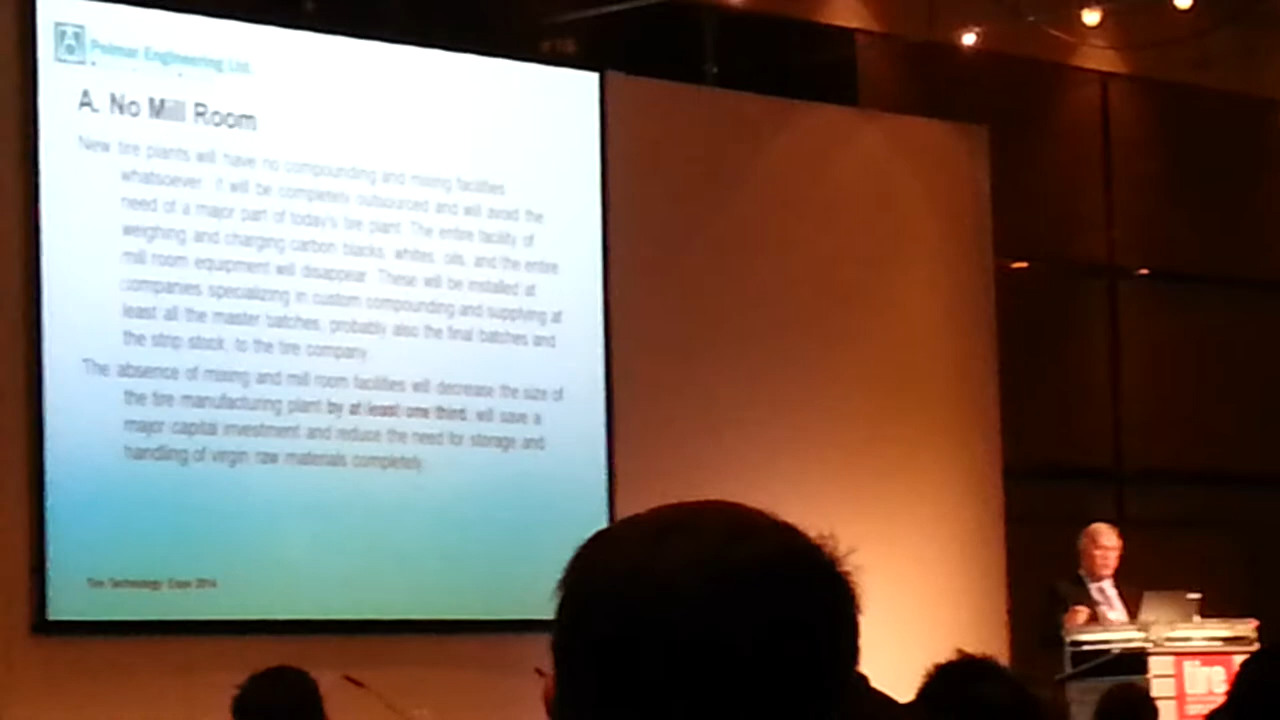 Pelmar Engineering Ltd.
A. No Mill Room
New tire plants will have no compounding and mixing facilities
whatsoever. It will be completely outsourced and will avoid the
need of a major part of today's tire plant. The entire facility of
weighing and charging carbon blacks, whites, oils, and the entire
mill room equipment will disappear. These will be installed at
companies specializing in custom compounding and supplying at
least all the master batches, probably also the final batches and
the strip stock, to the tire company.
The absence of mixing and mill room facilities will decrease the size of
the tire manufacturing plant by at least one third, will save a
major capital investment and reduce the need for storage and
handling of virgin raw materials completely.
Tire Technology Expo 2014
tire